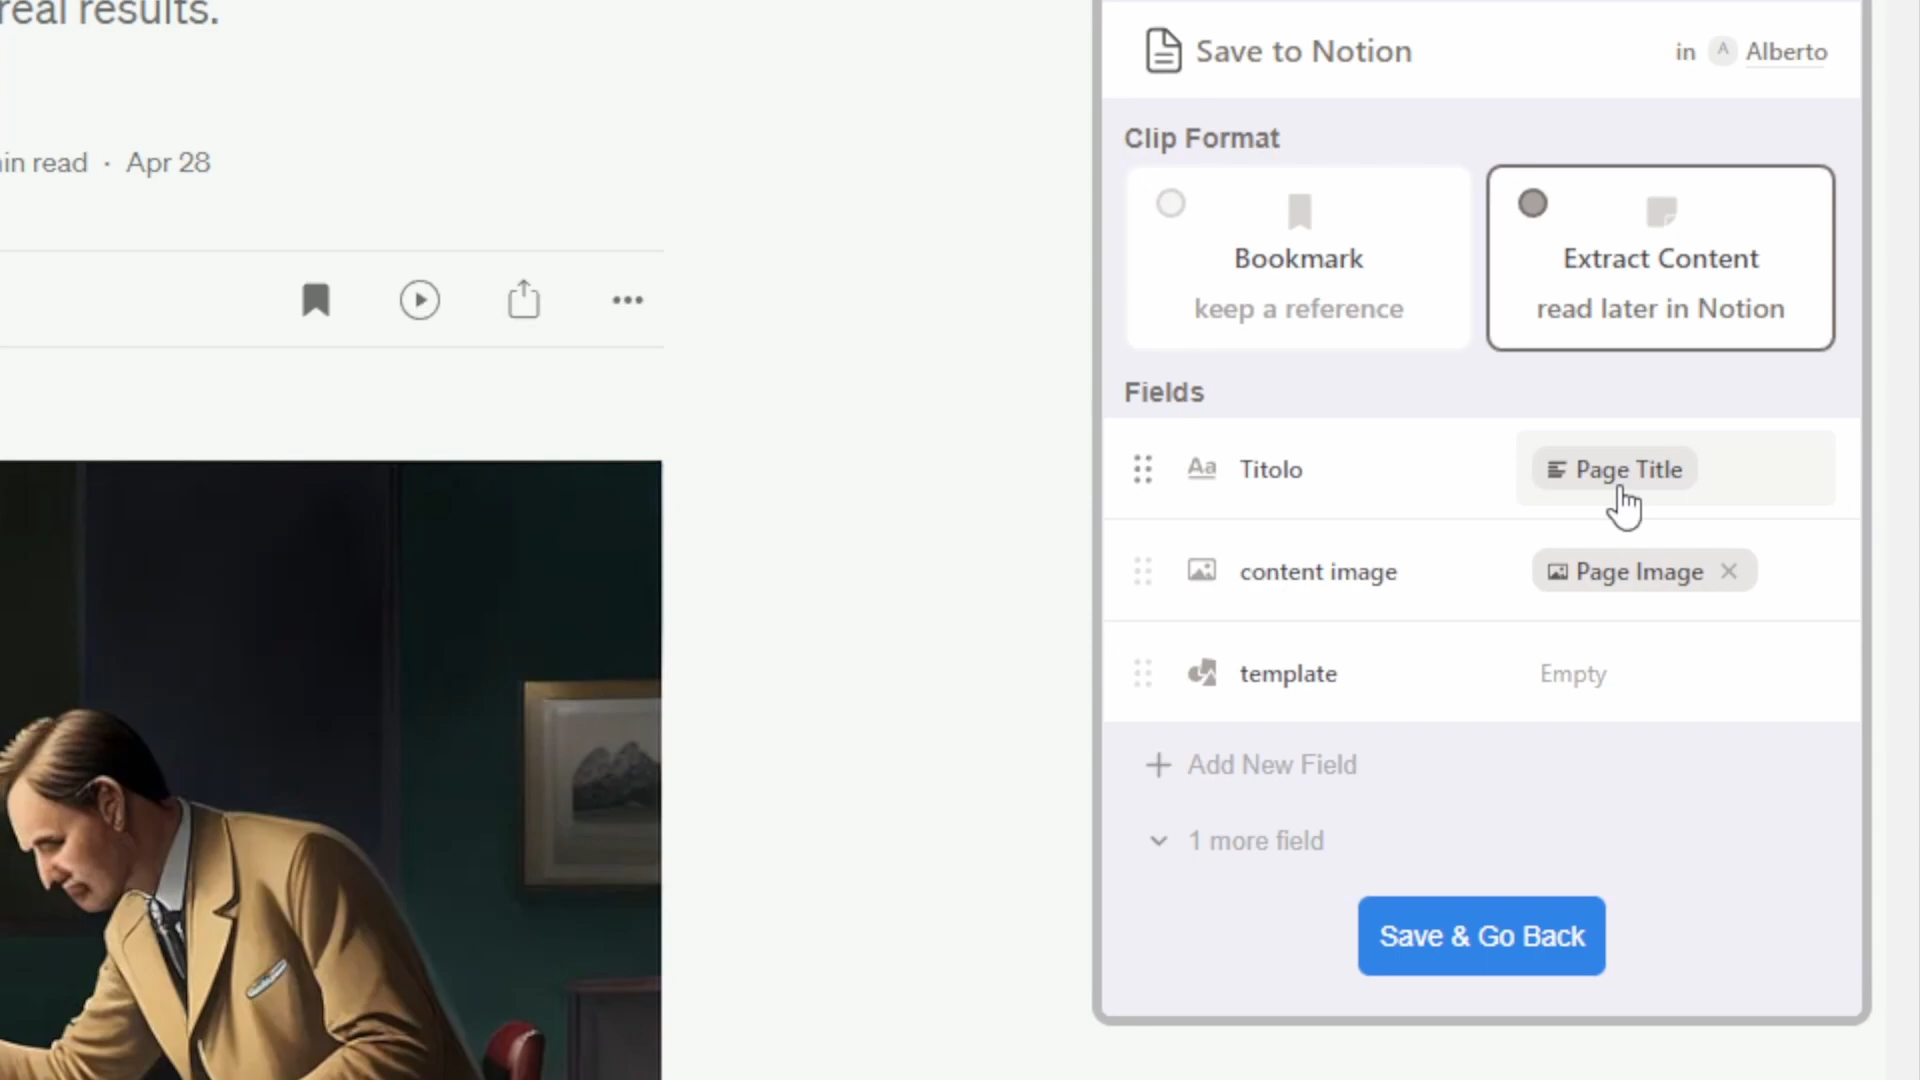 real results.
in read · Apr 28
Save to Notion
in A Alberto
Clip Format
Bookmark
keep a reference
Extract Content
read later in Notion
Fields
Aa Titolo Page Title
content image Page Image
template Empty
Add New Field
1 more field
Save & Go Back